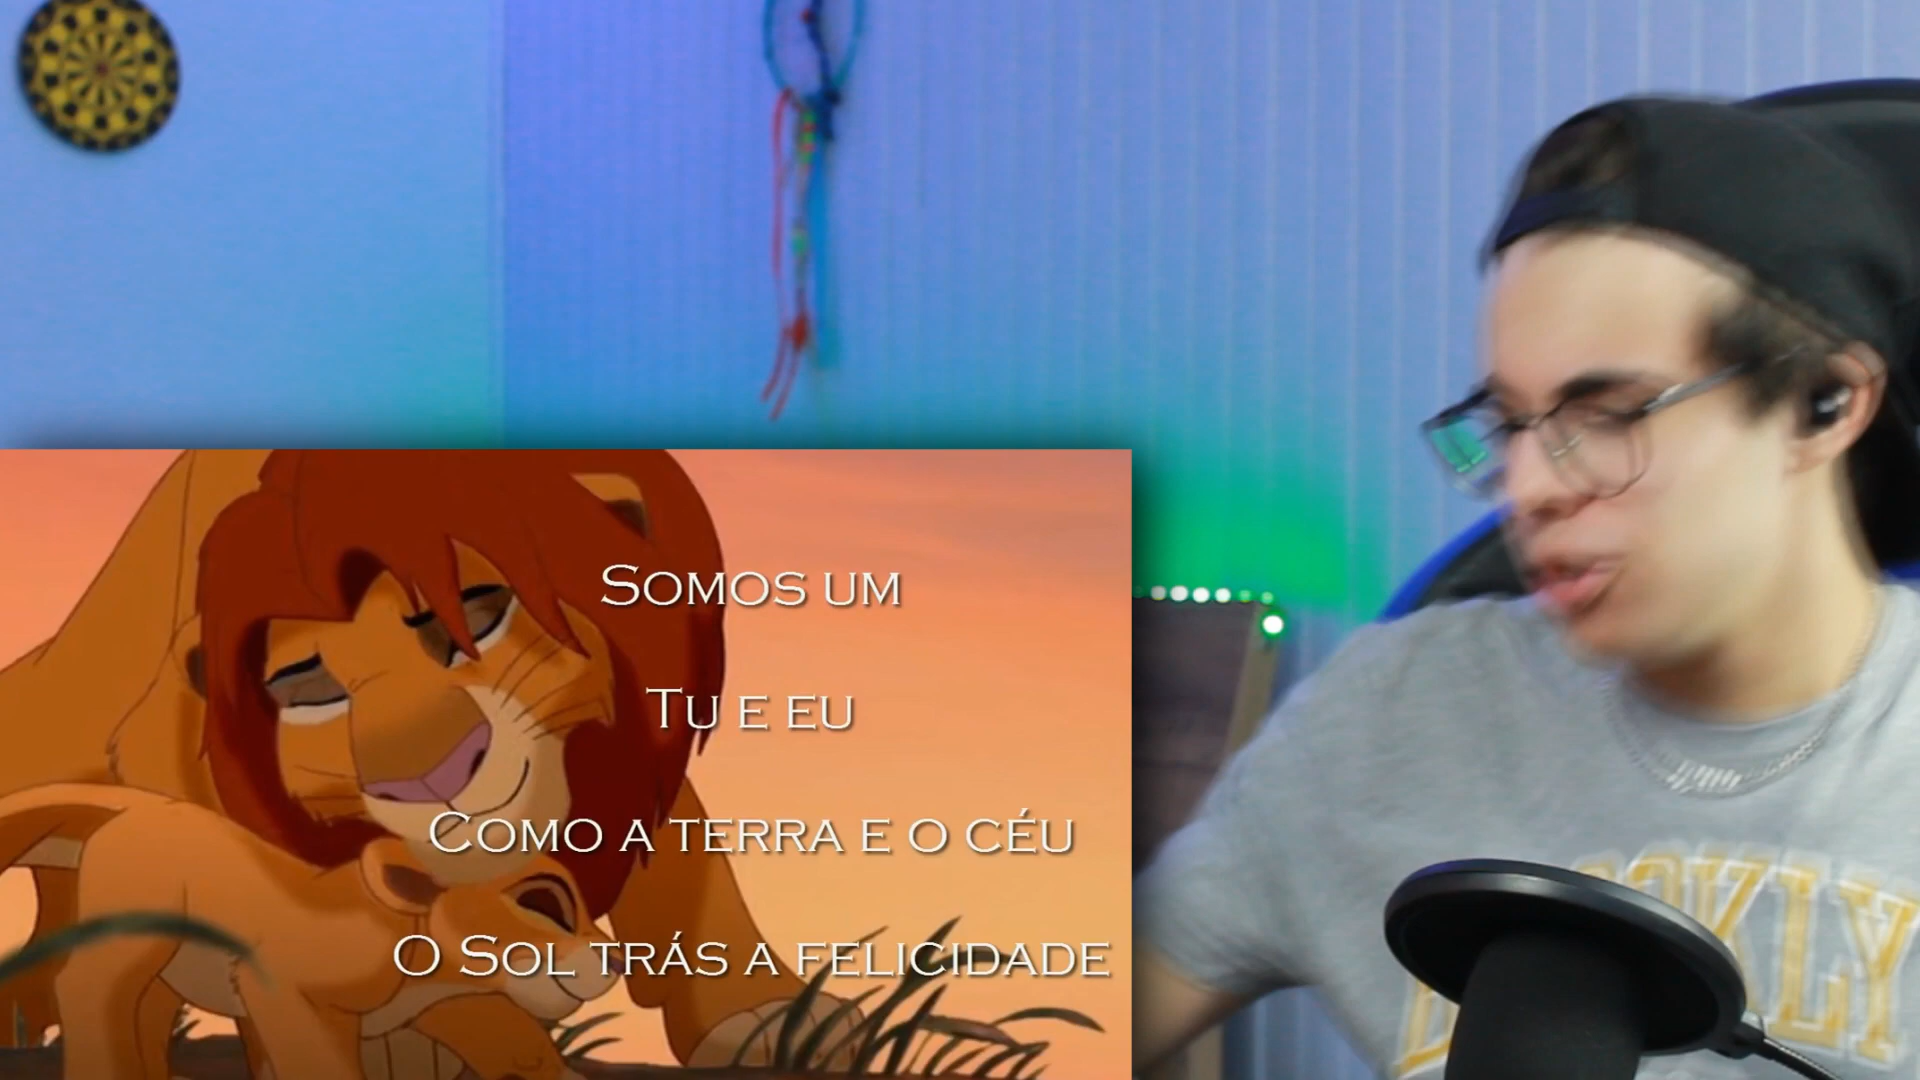 Somos um
Tu e eu
Como a terra e o céu
O Sol trás a felicidade